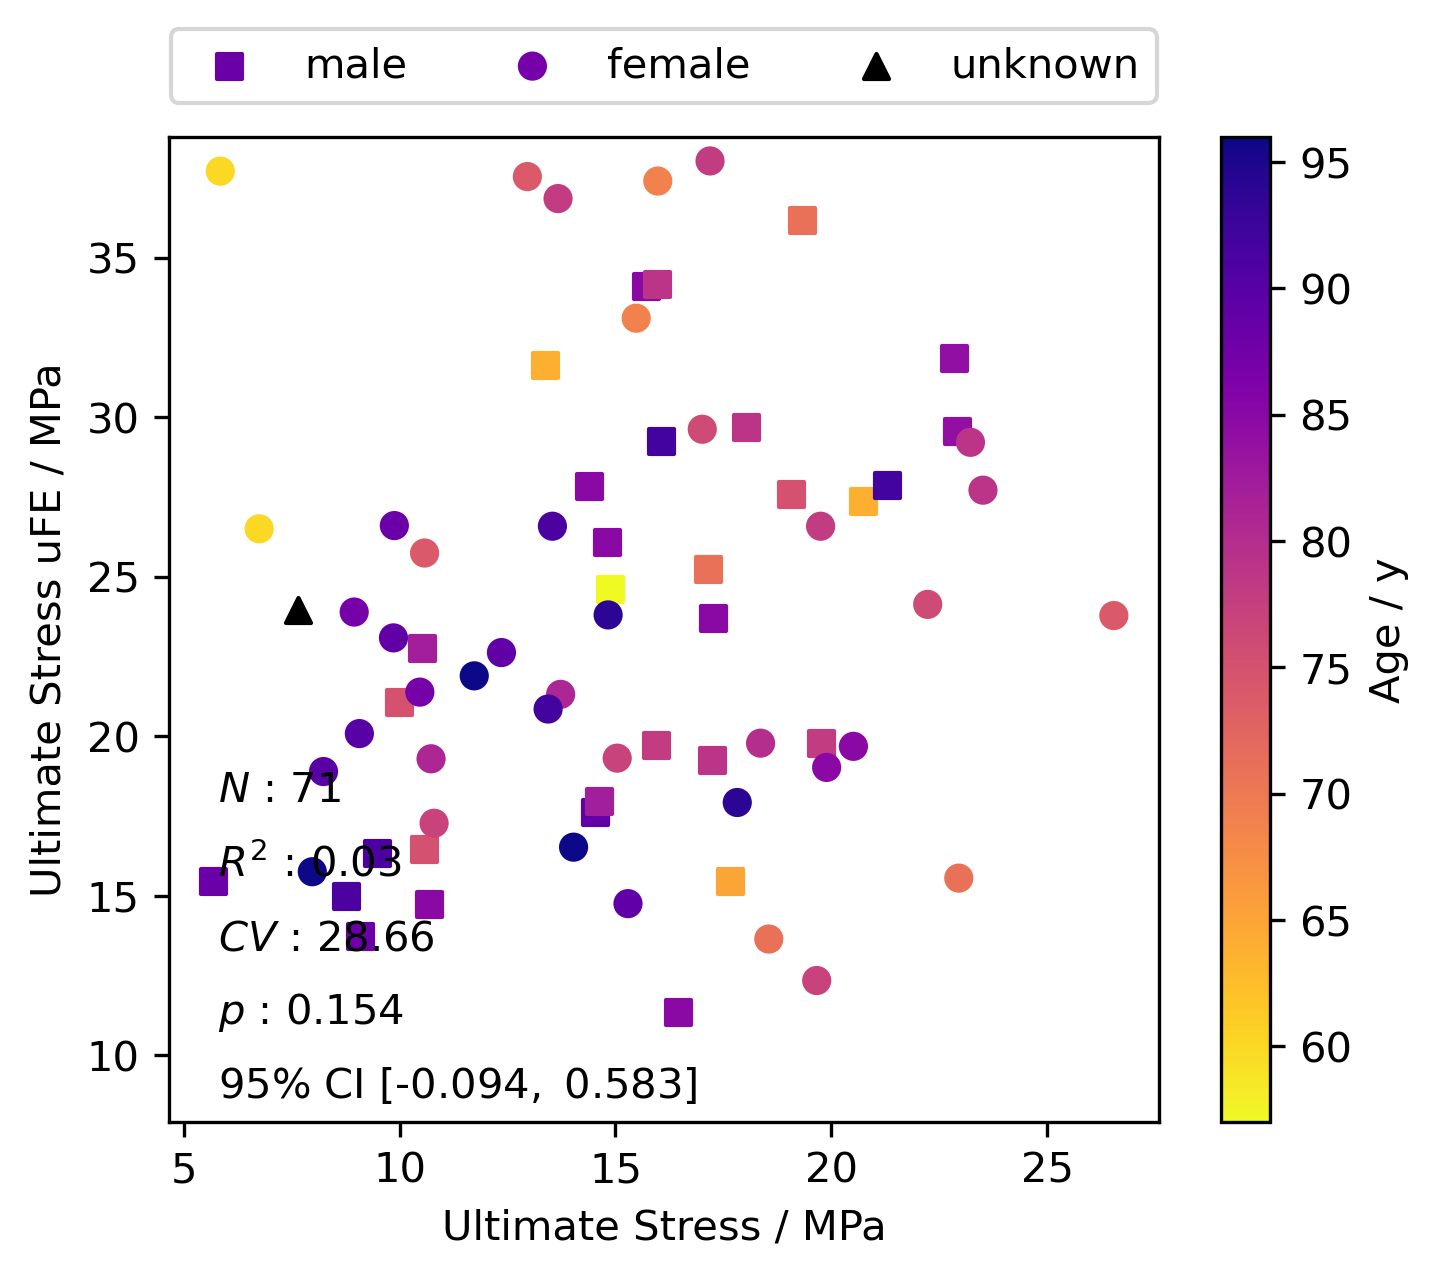 male female unknown
Ultimate Stress uFE / MPa
35
30
25
20
15
10
N : 71
R² : 0.03
CV : 28.66
p : 0.154
95% CI [-0.094, 0.583]
5 10 15 20 25
Ultimate Stress / MPa
95
90
85
80
75
70
65
60
Age / y